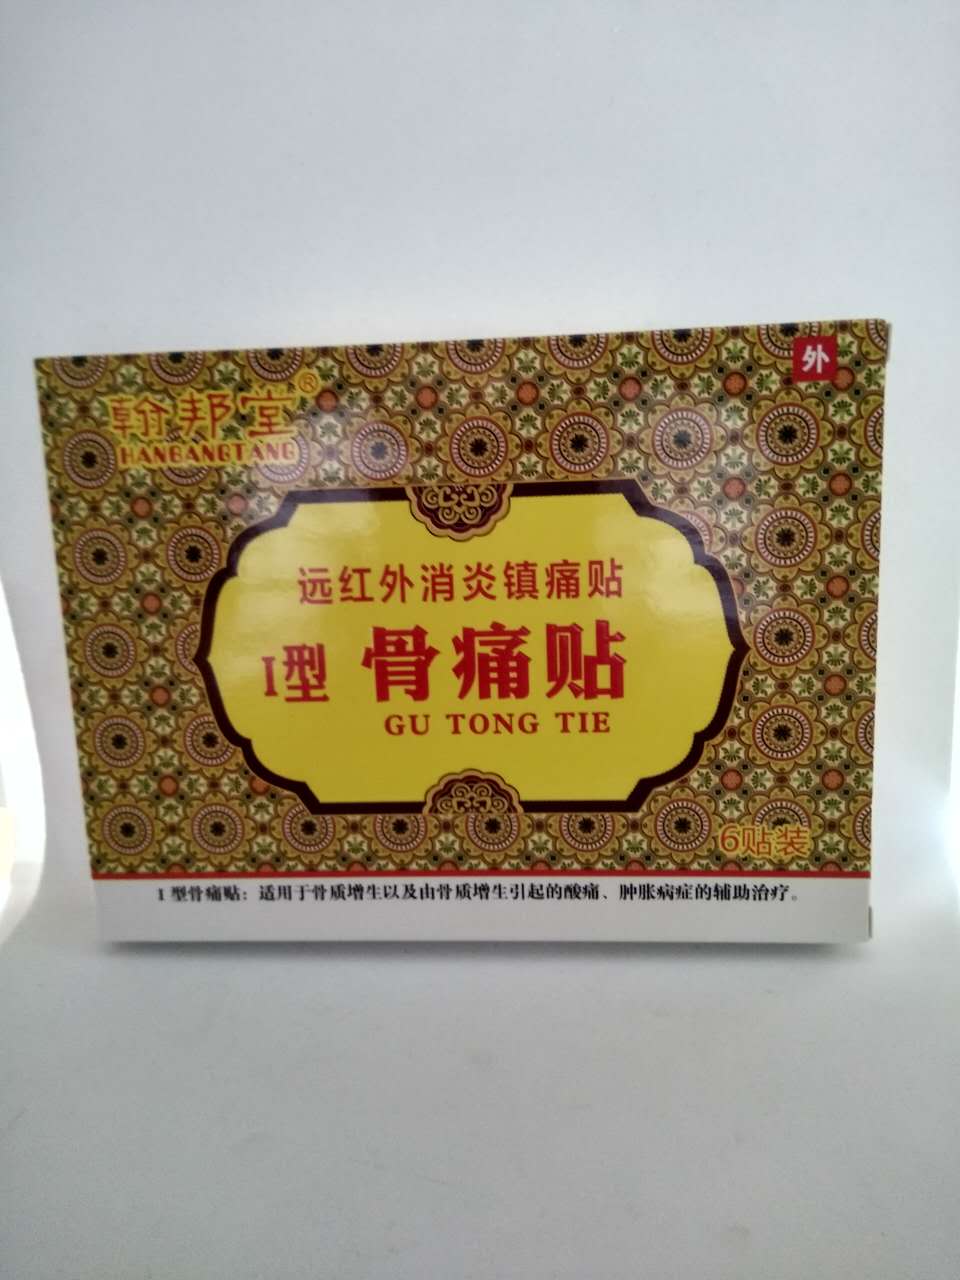 外
翰邦堂®
HANBANGTANG
远红外消炎镇痛贴
I型 骨痛贴
GU TONG TIE
6贴装
I 型骨痛贴：适用于骨质增生以及由骨质增生引起的酸痛、肿胀病症的辅助治疗。